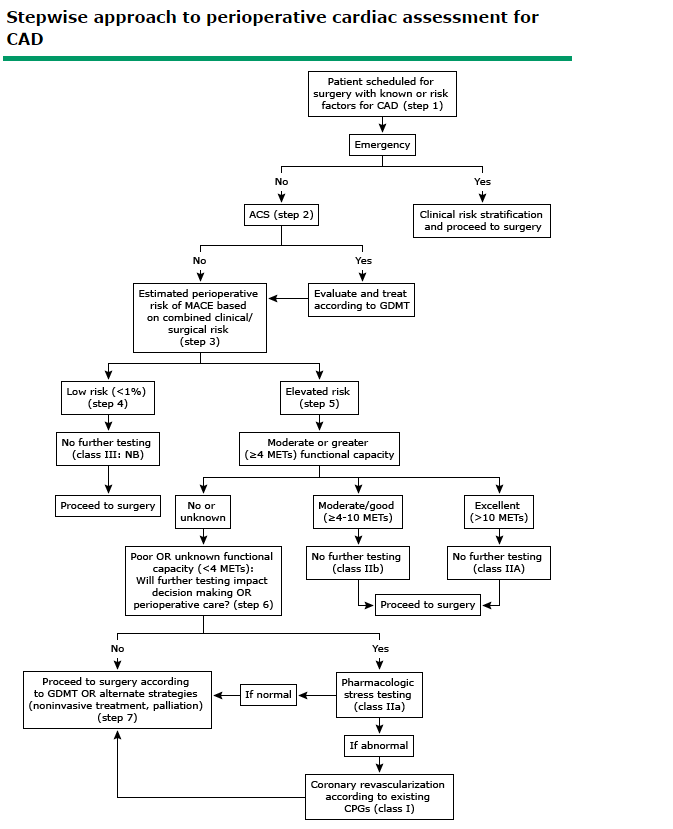 Stepwise approach to perioperative cardiac assessment for
CAD
Patient scheduled for
surgery with known or risk
factors for CAD (step 1)
Emergency
No
Yes
ACS (step 2)
Clinical risk stratification
and proceed to surgery
No
Yes
Estimated perioperative
risk of MACE based
on combined clinical/
surgical risk
(step 3)
Evaluate and treat
according to GDMT
Low risk (<1%)
(step 4)
Elevated risk
(step 5)
No further testing
(class III: NB)
Moderate or greater
(≥4 METs) functional capacity
Proceed to surgery
No or
unknown
Moderate/good
(≥4-10 METs)
Excellent
(>10 METs)
Poor OR unknown functional
capacity (<4 METs):
Will further testing impact
decision making OR
perioperative care? (step 6)
No further testing
(class IIb)
No further testing
(class IIA)
Proceed to surgery
No
Yes
Proceed to surgery according
to GDMT OR alternate strategies
(noninvasive treatment, palliation)
(step 7)
If normal
Pharmacologic
stress testing
(class IIa)
If abnormal
Coronary revascularization
according to existing
CPGs (class I)